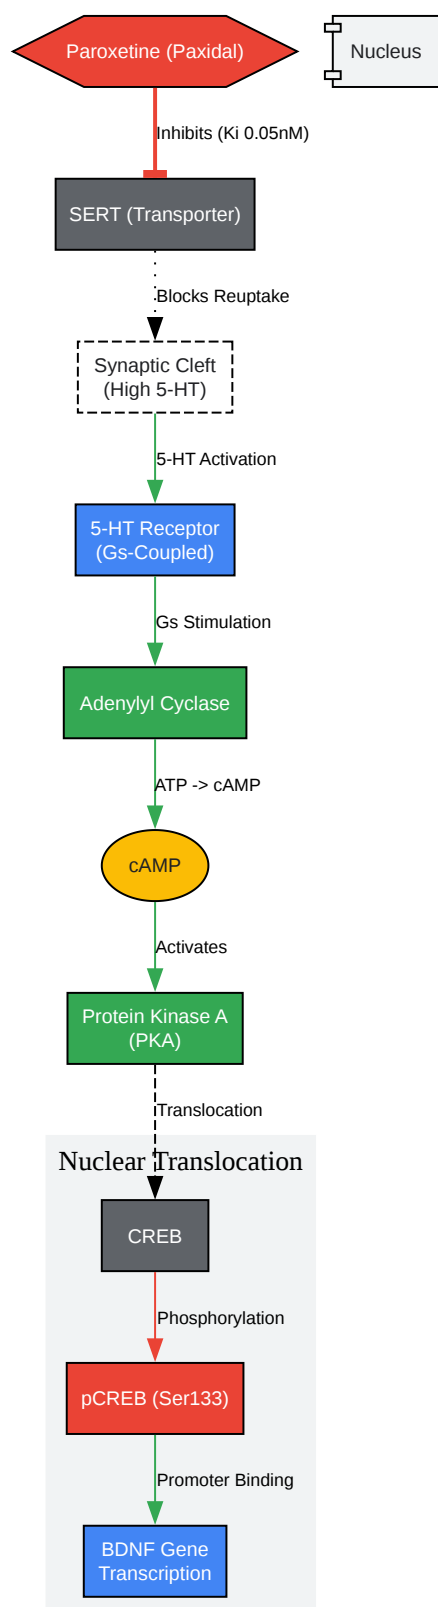 Paroxetine (Paxidal)
Nucleus
Inhibits (Ki 0.05nM)
SERT (Transporter)
Blocks Reuptake
Synaptic Cleft
(High 5-HT)
5-HT Activation
5-HT Receptor
(Gs-Coupled)
Gs Stimulation
Adenylyl Cyclase
ATP -> cAMP
cAMP
Activates
Protein Kinase A
(PKA)
Translocation
Nuclear Translocation
CREB
Phosphorylation
pCREB (Ser133)
Promoter Binding
BDNF Gene
Transcription